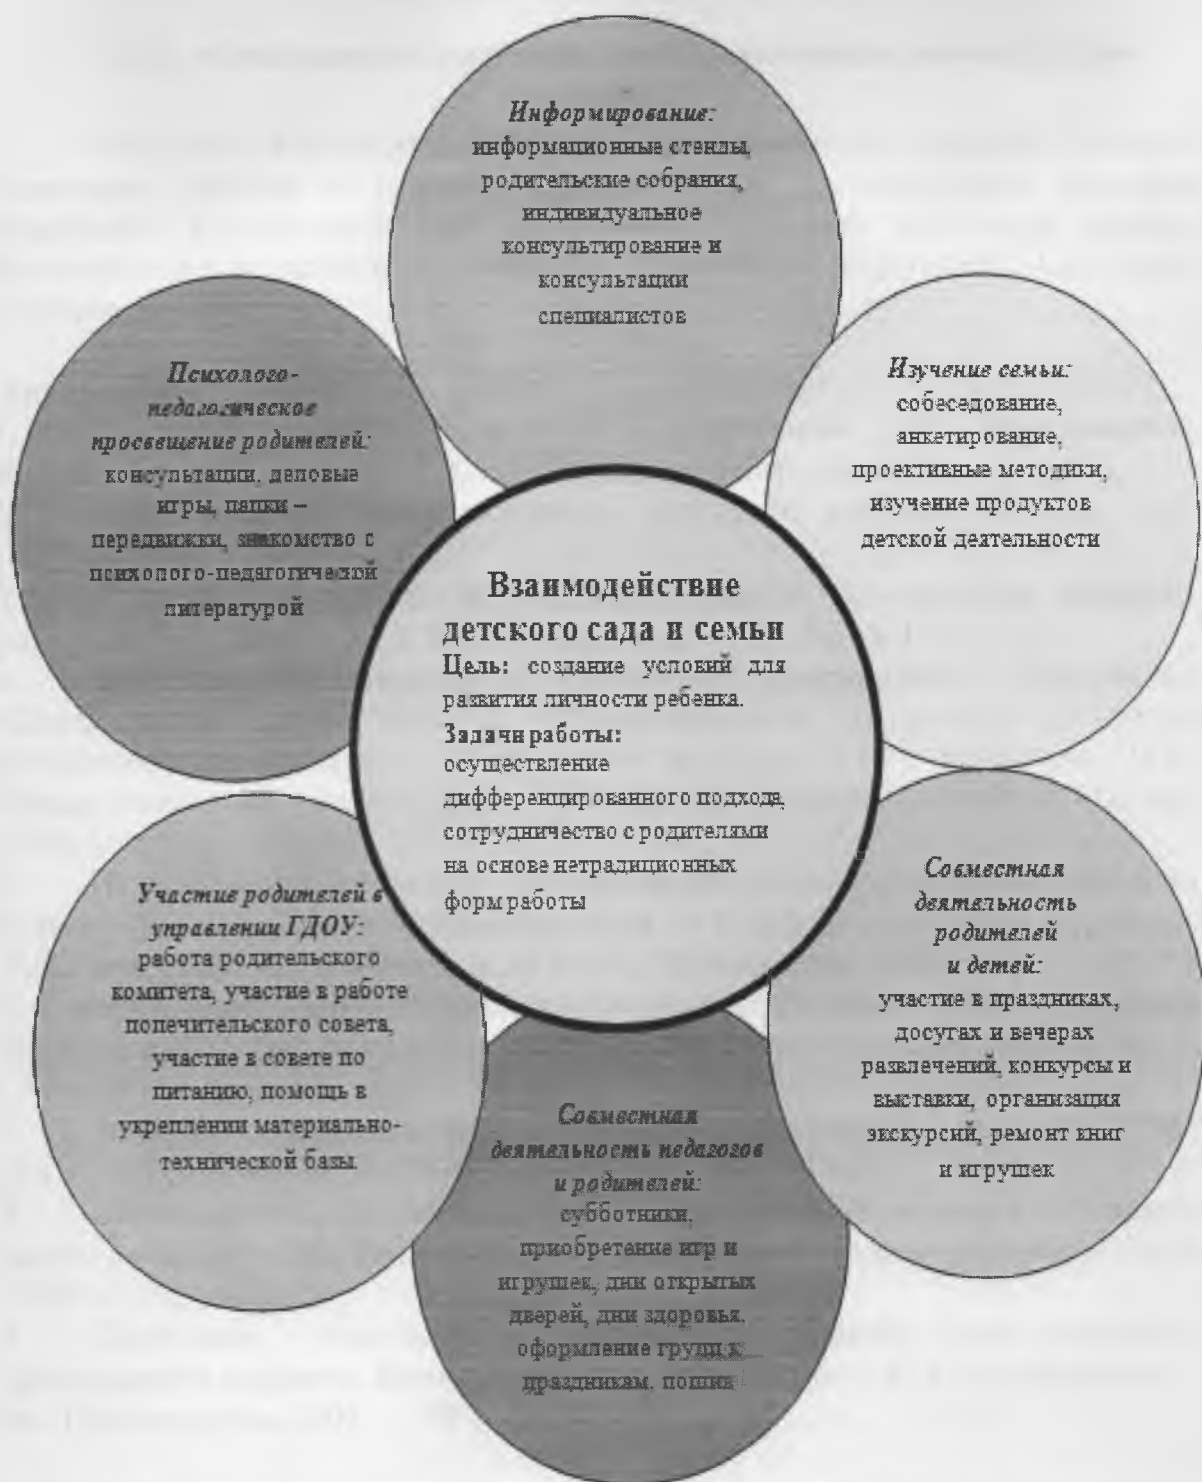 Информирование:
информационные стенды,
родительские собрания,
индивидуальное
консультирование и
консультации
специалистов
Психолого-
педагогическое
просвещение родителей:
консультации, деловые
игры, папки –
передвижки, знакомство с
психолого-педагогической
литературой
Изучение семьи:
собеседование,
анкетирование,
проективные методики,
изучение продуктов
детской деятельности
Взаимодействие
детского сада и семьи
Цель: создание условий для
развития личности ребенка.
Задачи работы:
осуществление
дифференцированного подхода,
сотрудничество с родителями
на основе нетрадиционных
форм работы
Участие родителей в
управлении ГДОУ:
работа родительского
комитета, участие в работе
попечительского совета,
участие в совете по
питанию, помощь в
укреплении материально-
технической базы.
Совместная
деятельность
родителей
и детей:
участие в праздниках,
досугах и вечерах
развлечений, конкурсы и
выставки, организация
экскурсий, ремонт книг
и игрушек
Совместная
деятельность педагогов
и родителей:
субботники,
приобретение игр и
игрушек, дни открытых
дверей, дни здоровья,
оформление групп к
праздникам, пошив